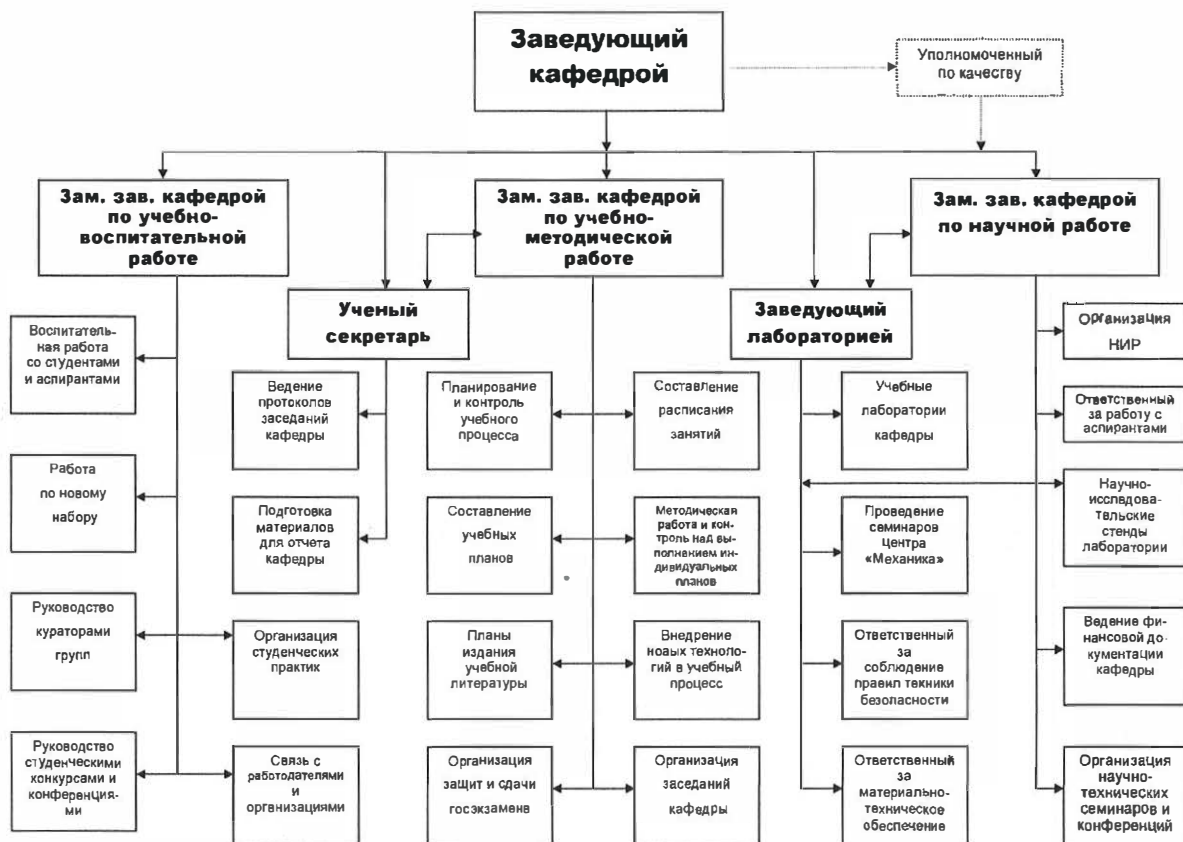 Заведующий
кафедрой
Уполномоченный
по качеству
Зам. зав. кафедрой
по учебно-
воспитательной
работе
Зам. зав. кафедрой
по учебно-
методической
работе
Зам. зав. кафедрой
по научной работе
Ученый
секретарь
Заведующий
лабораторией
Воспитатель-
ная работа
со студентами
и аспирантами
Ведение
протоколов
заседаний
кафедры
Планирование
и контроль
учебного
процесса
Составление
расписания
занятий
Учебные
лаборатории
кафедры
Организация
НИР
Ответственный
за работу с
аспирантами
Работа
по новому
набору
Подготовка
материалов
для отчета
кафедры
Составление
учебных
планов
Методическая
работа и кон-
троль над вы-
полнением ин-
дивидуальных
планов
Проведение
семинаров
Центра
«Механика»
Научно-
исследова-
тельские
стенды
лаборатории
Руководство
кураторами
групп
Организация
студенческих
практик
Планы
издания
учебной
литературы
Внедрение
новых техноло-
гий в учебный
процесс
Ответственный
за
соблюдение
правил техники
безопасности
Ведение фи-
нансовой до-
кументации
кафедры
Руководство
студенческими
конкурсами и
конференция-
ми
Связь с
работодателями
и
организациями
Организация
защит и сдачи
госэкзамена
Организация
заседаний
кафедры
Ответственный
за
материально-
техническое
обеспечение
Организация
научно-
технических
семинаров и
конференций